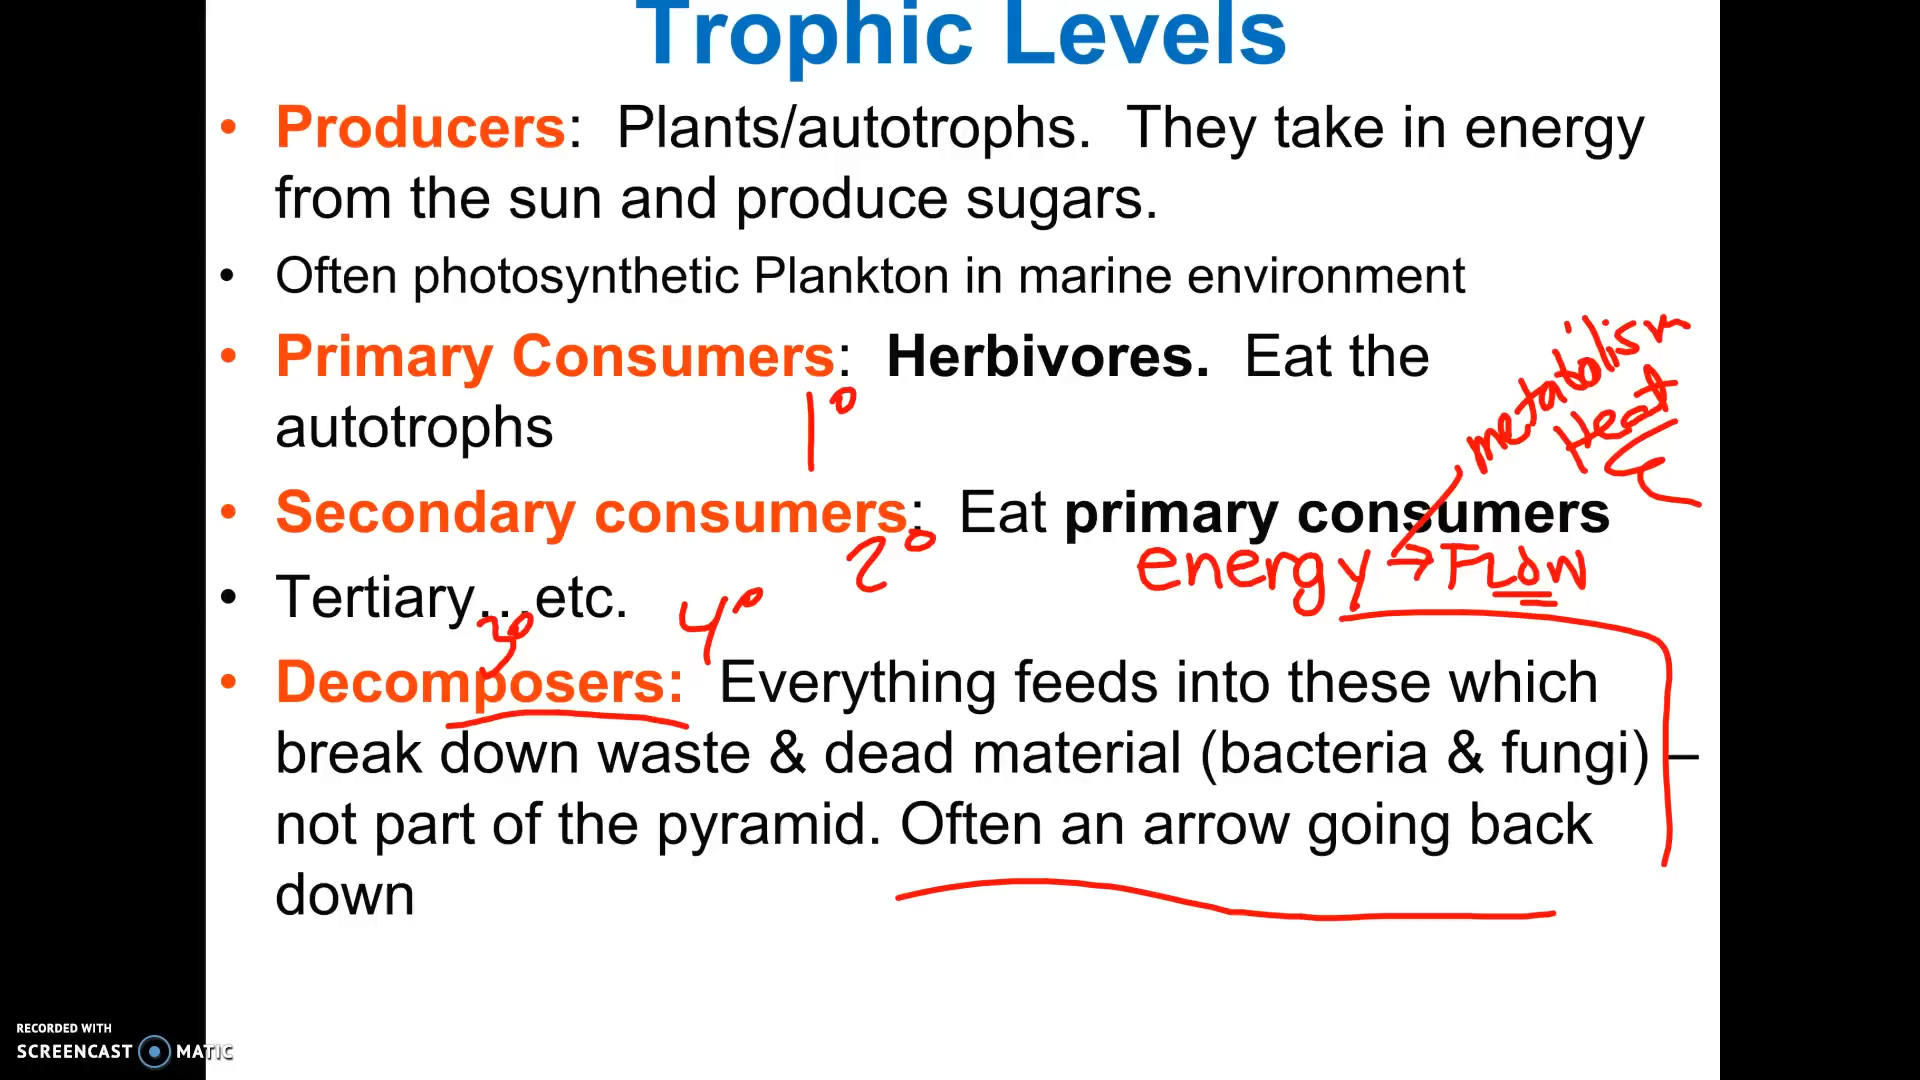 Trophic Levels
• Producers: Plants/autotrophs. They take in energy
from the sun and produce sugars.
• Often photosynthetic Plankton in marine environment
metabolism
Heat
• Primary Consumers: Herbivores. Eat the
autotrophs
1°
• Secondary consumers: Eat primary consumers
2°
energy → FLOW
• Tertiary...etc.
3°
4°
• Decomposers: Everything feeds into these which
break down waste & dead material (bacteria & fungi) –
not part of the pyramid. Often an arrow going back
down
RECORDED WITH
SCREENCAST MATIC